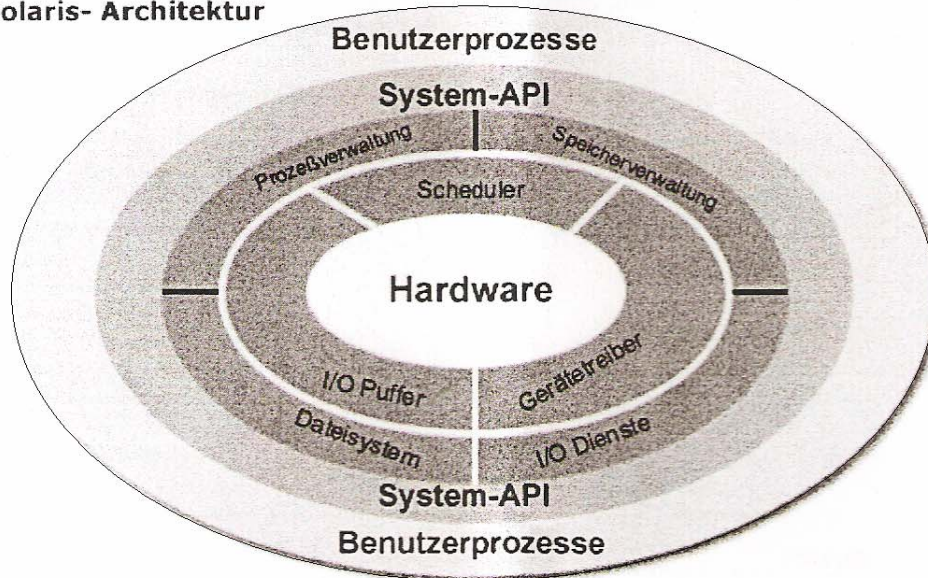 olaris- Architektur
Benutzerprozesse
System-API
Prozeßverwaltung
Speicherverwaltung
Scheduler
Hardware
I/O Puffer
Gerätetreiber
Dateisystem
I/O Dienste
System-API
Benutzerprozesse